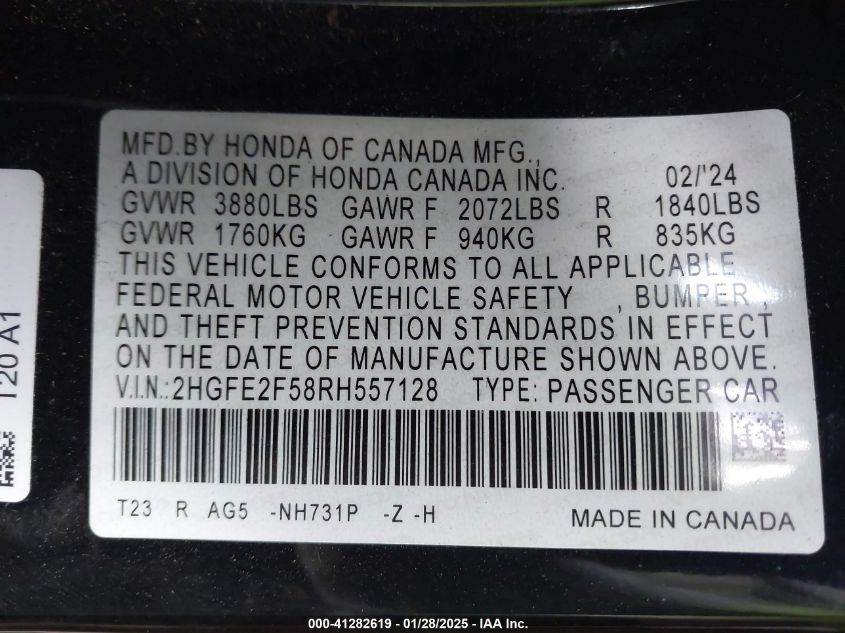 MFD.BY HONDA OF CANADA MFG.,
A DIVISION OF HONDA CANADA INC. 02/'24
GVWR 3880LBS GAWR F 2072LBS R 1840LBS
GVWR 1760KG GAWR F 940KG R 835KG
THIS VEHICLE CONFORMS TO ALL APPLICABLE
FEDERAL MOTOR VEHICLE SAFETY , BUMPER ,
AND THEFT PREVENTION STANDARDS IN EFFECT
ON THE DATE OF MANUFACTURE SHOWN ABOVE.
V.I.N.:2HGFE2F58RH557128 TYPE: PASSENGER CAR
T23 R AG5 -NH731P -Z -H
MADE IN CANADA
120 A1
000-41282619 - 01/28/2025 - IAA Inc.